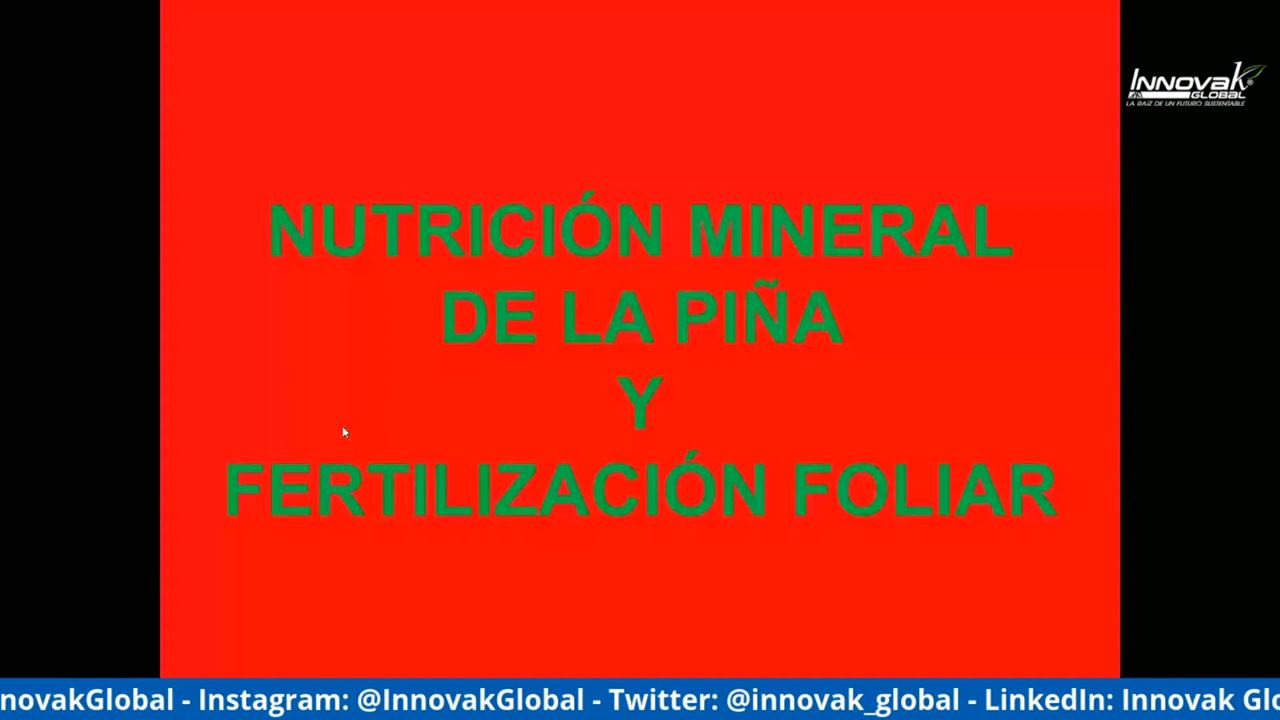 INNOVAK
GLOBAL
LA RAÍZ DE UN FUTURO SUSTENTABLE
NUTRICIÓN MINERAL
DE LA PIÑA
Y
FERTILIZACIÓN FOLIAR
novakGlobal - Instagram: @InnovakGlobal - Twitter: @innovak_global - LinkedIn: Innovak Glo